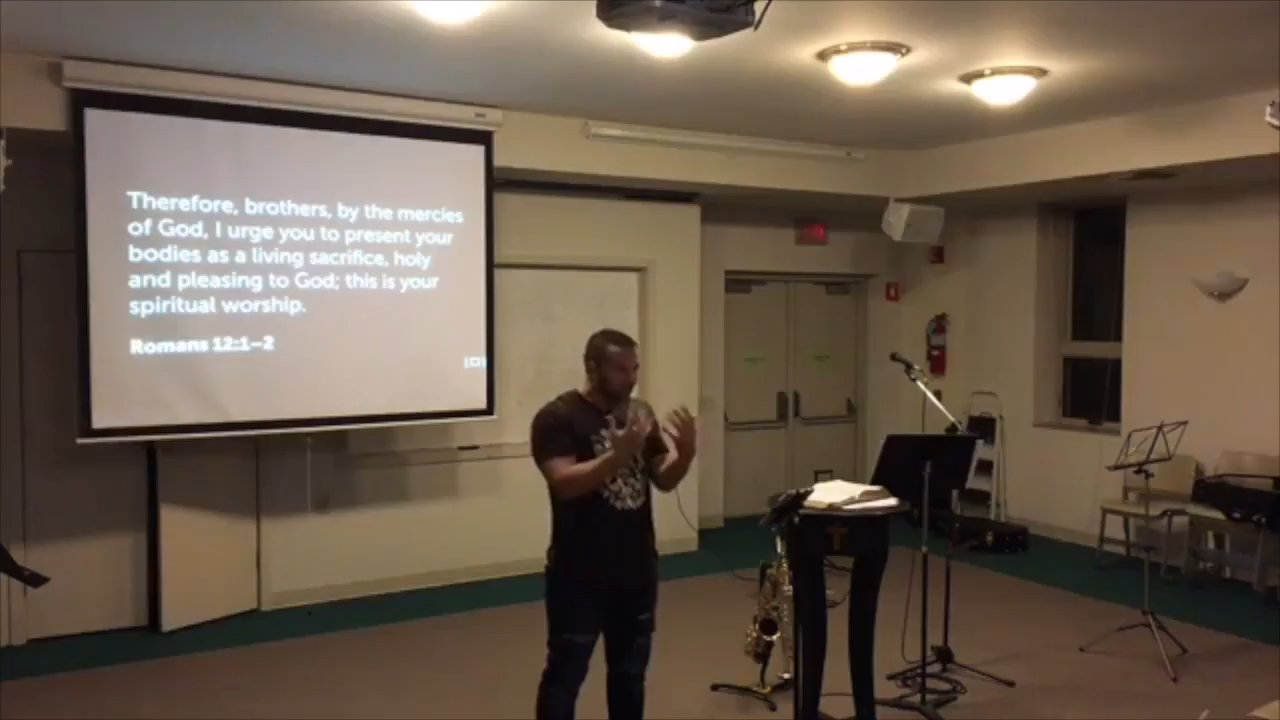 Therefore, brothers, by the mercies
of God, I urge you to present your
bodies as a living sacrifice, holy
and pleasing to God; this is your
spiritual worship.
Romans 12:1–2